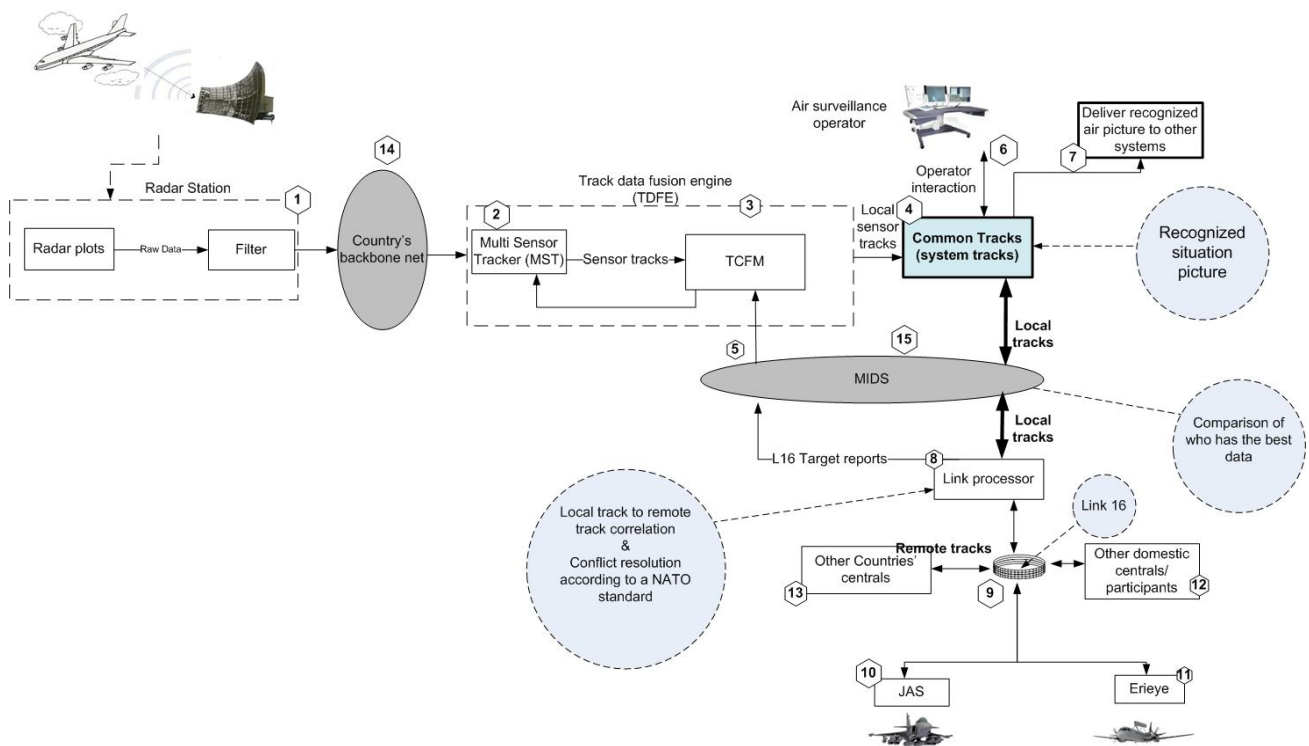 Air surveillance
operator
6
7
Deliver recognized
air picture to other
systems
14
Operator
interaction
Radar Station
1
Track data fusion engine
(TDFE)
3
4
Local
sensor
tracks
2
Radar plots
Raw Data
Filter
Country's
backbone net
Multi Sensor
Tracker (MST)
Sensor tracks
TCFM
Common Tracks
(system tracks)
Recognized
situation
picture
Local
tracks
5
15
MIDS
Local
tracks
Comparison of
who has the best
data
L16 Target reports
8
Link processor
Local track to remote
track correlation
&
Conflict resolution
according to a NATO
standard
Link 16
Remote tracks
Other Countries'
centrals
13
9
Other domestic
centrals/
participants
12
10
JAS
Erieye
11